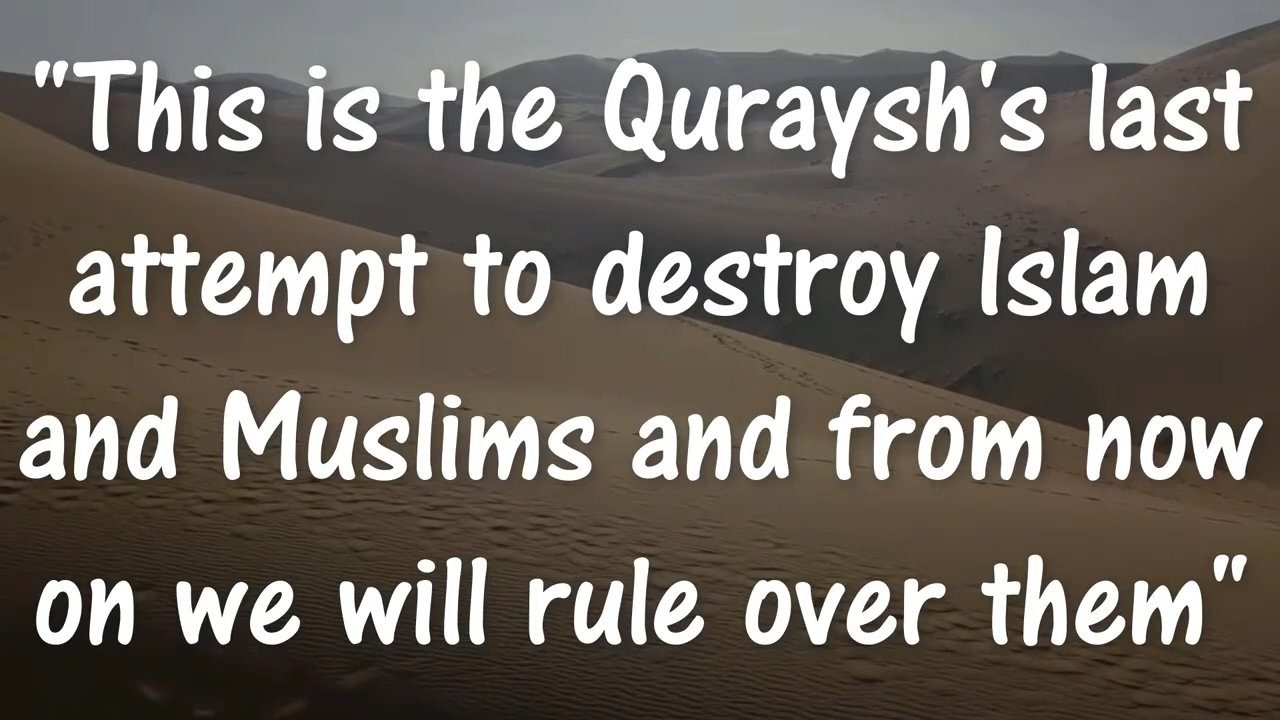 "This is the Quraysh's last
attempt to destroy Islam
and Muslims and from now
on we will rule over them"